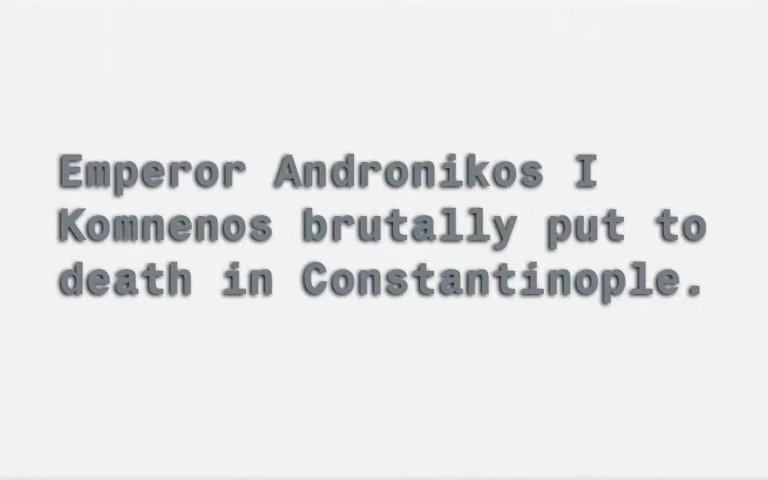 Emperor Andronikos I
Komnenos brutally put to
death in Constantinople.